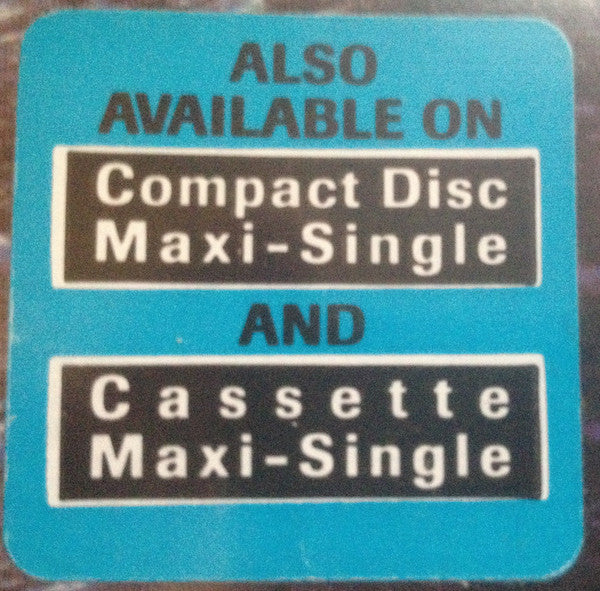 ALSO
AVAILABLE ON
Compact Disc
Maxi-Single
AND
Cassette
Maxi-Single